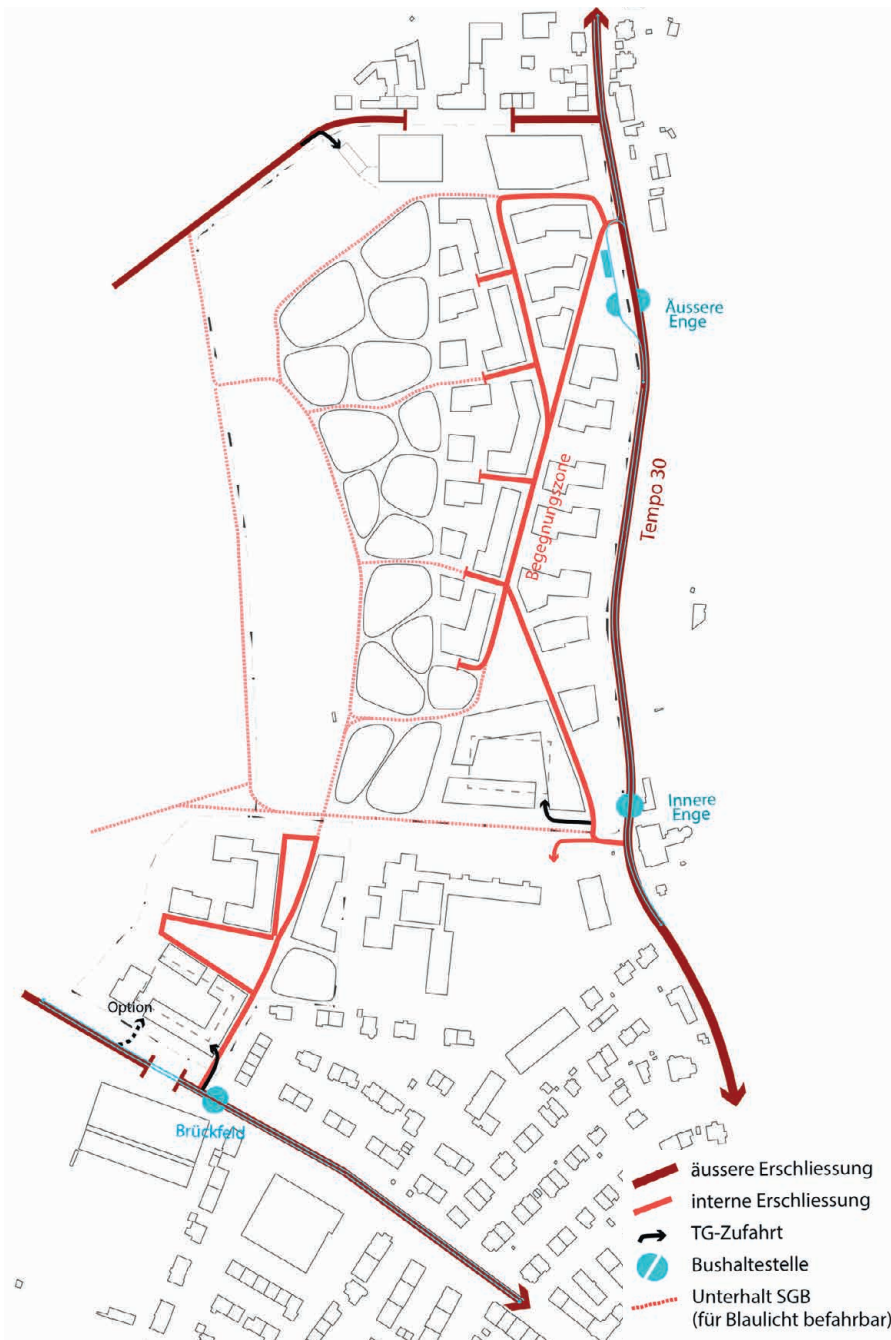 Äussere
Enge
Tempo 30
Begegnungszone
Innere
Enge
Option
Brückfeld
äussere Erschliessung
interne Erschliessung
TG-Zufahrt
Bushaltestelle
Unterhalt SGB
(für Blaulicht befahrbar)